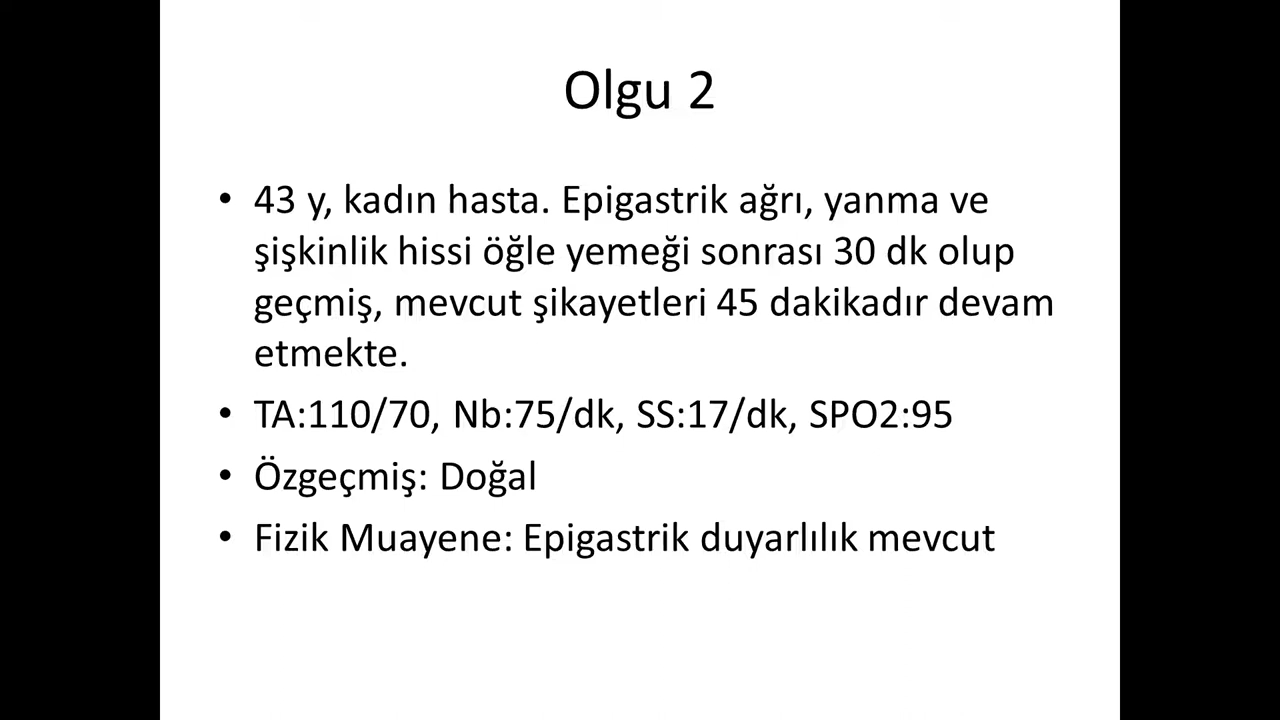 Olgu 2
• 43 y, kadın hasta. Epigastrik ağrı, yanma ve
şişkinlik hissi öğle yemeği sonrası 30 dk olup
geçmiş, mevcut şikayetleri 45 dakikadır devam
etmekte.
• TA:110/70, Nb:75/dk, SS:17/dk, SPO2:95
• Özgeçmiş: Doğal
• Fizik Muayene: Epigastrik duyarlılık mevcut